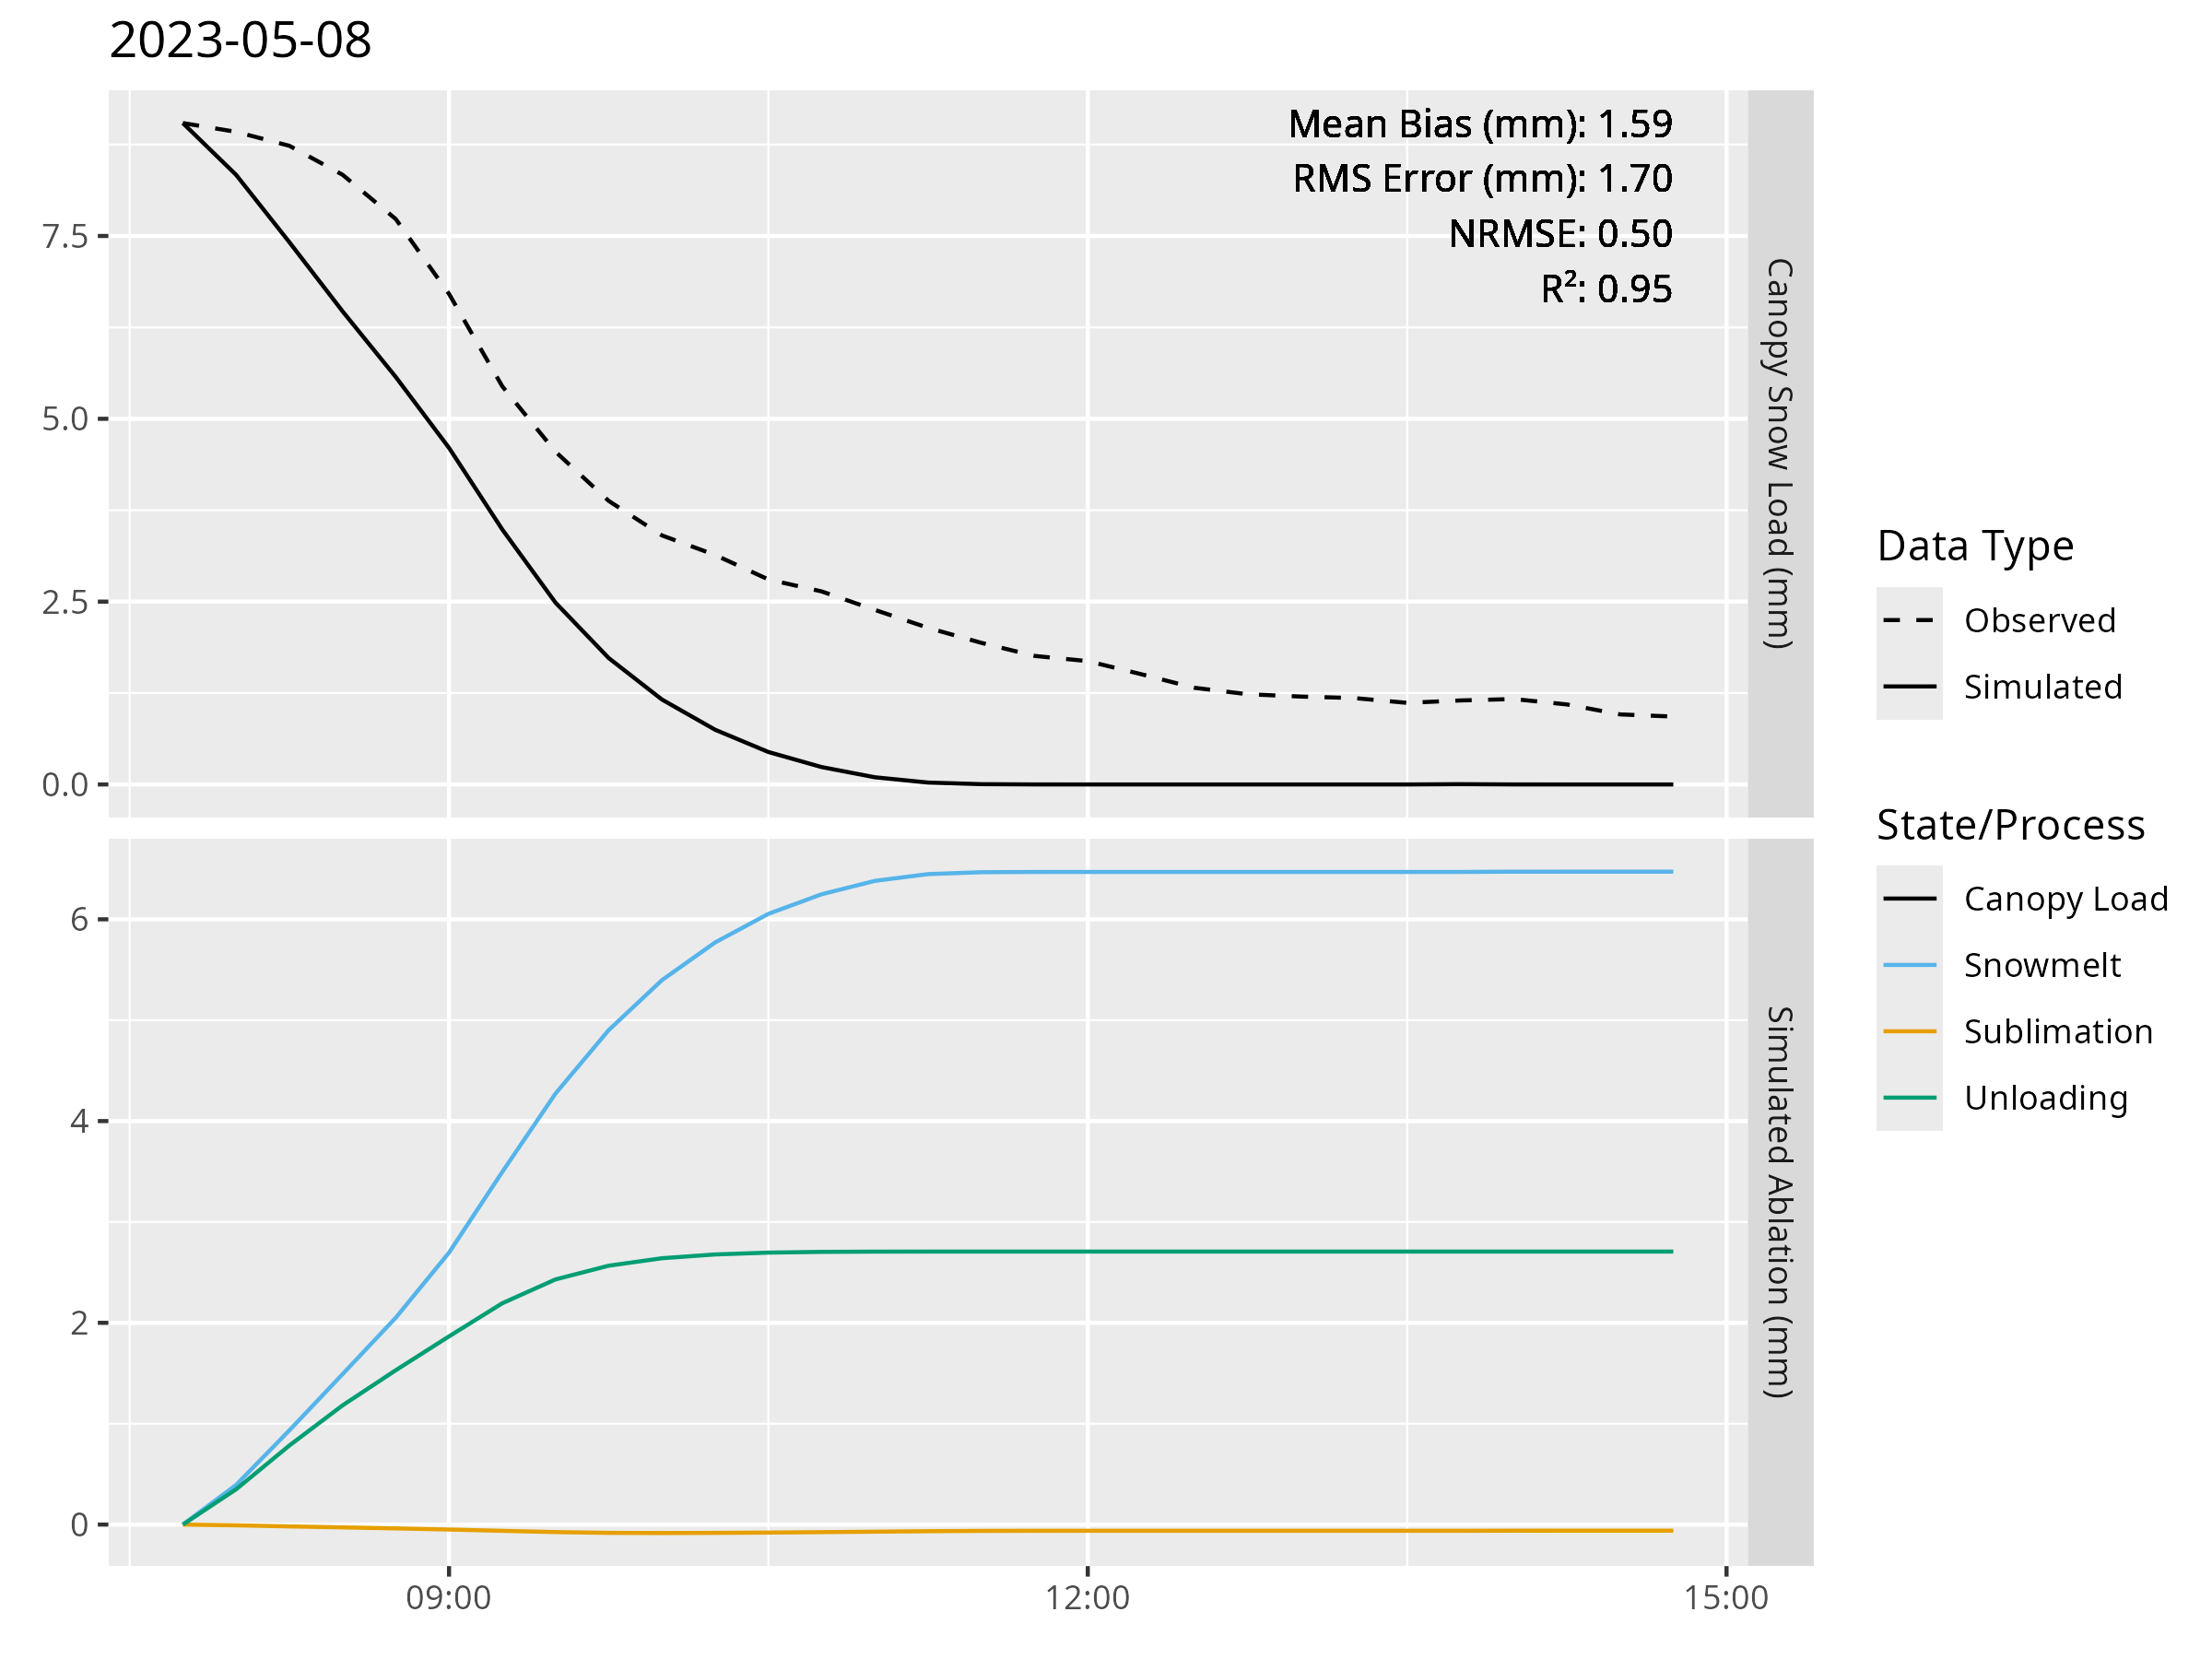 2023-05-08
Mean Bias (mm): 1.59
RMS Error (mm): 1.70
NRMSE: 0.50
R²: 0.95
7.5
5.0
2.5
0.0
Canopy Snow Load (mm)
6
4
2
0
Simulated Ablation (mm)
09:00
12:00
15:00
Data Type
Observed
Simulated
State/Process
Canopy Load
Snowmelt
Sublimation
Unloading